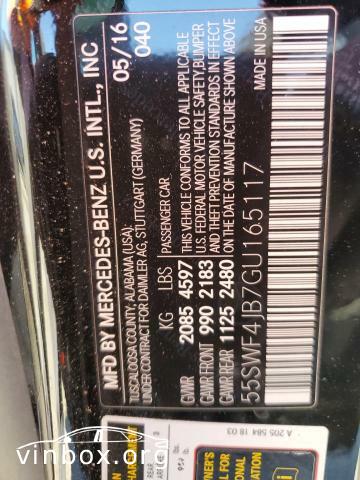 MFD BY MERCEDES-BENZ U.S. INTL., INC
TUSCALOOSA COUNTY, ALABAMA (USA);
CONSTRUCTED FOR DAIMLER AG, STUTTGART (GERMANY)
05/16
040
PASSENGER CAR
KG LBS
GMVR 2085 4597
GAWR FRONT 990 2183
GAWR REAR 1125 2480
THIS VEHICLE CONFORMS TO ALL APPLICABLE
U.S. FEDERAL MOTOR VEHICLE SAFETY, BUMPER
AND THEFT PREVENTION STANDARDS IN EFFECT
ON THE DATE OF MANUFACTURE SHOWN ABOVE
MADE IN USA
55SWF4JB7GU165117
A 205 584 18 03
REAR
vinbox.org